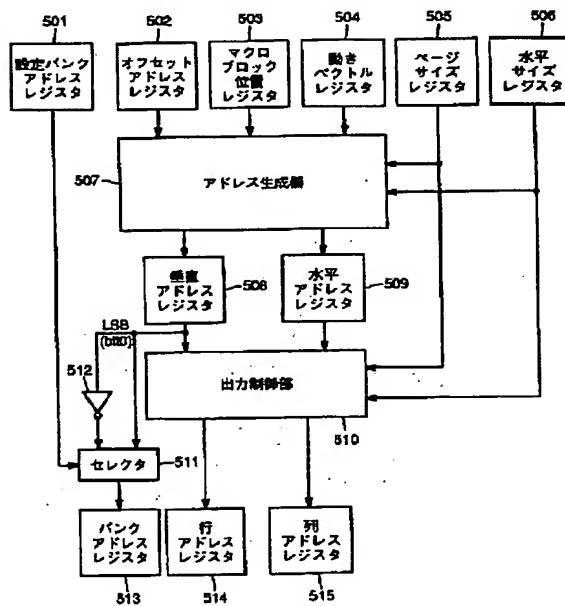 501
502
503
504
505
506
設定バンク
アドレス
レジスタ
オフセット
アドレス
レジスタ
マクロ
ブロック
位置
レジスタ
動き
ベクトル
レジスタ
ページ
サイズ
レジスタ
水平
サイズ
レジスタ
507
アドレス生成器
垂直
アドレス
レジスタ
508
水平
アドレス
レジスタ
509
LSB
(bit0)
512
出力制御部
510
セレクタ
511
バンク
アドレス
レジスタ
513
行
アドレス
レジスタ
514
列
アドレス
レジスタ
515